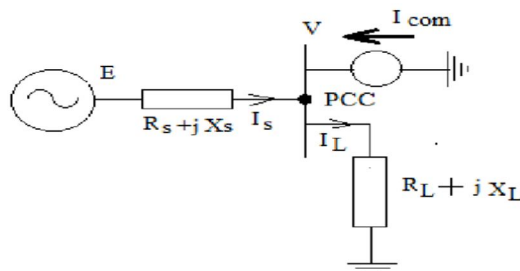 I com
V
E
PCC
Rs+j Xs
Is
IL
RL+ j XL